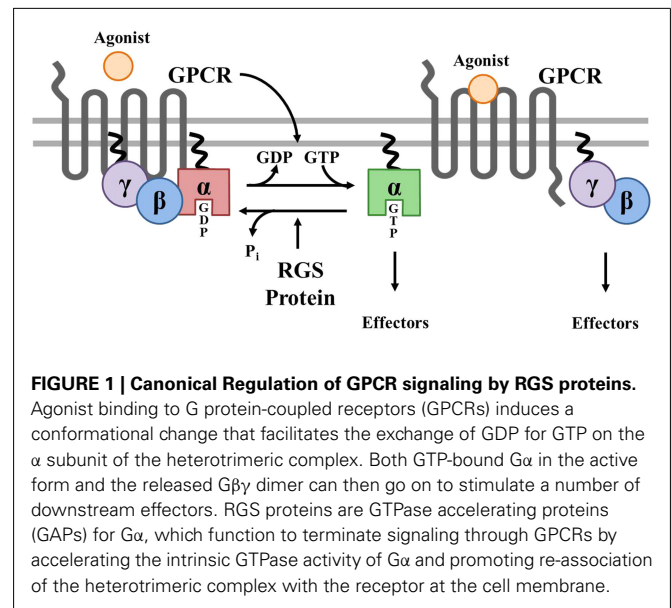 Agonist
GPCR
Agonist
GPCR
GDP GTP
γ
β
α
G
D
P
α
G
T
P
γ
β
Pi
RGS
Protein
Effectors
Effectors
FIGURE 1 | Canonical Regulation of GPCR signaling by RGS proteins.
Agonist binding to G protein-coupled receptors (GPCRs) induces a
conformational change that facilitates the exchange of GDP for GTP on the
α subunit of the heterotrimeric complex. Both GTP-bound Gα in the active
form and the released Gβγ dimer can then go on to stimulate a number of
downstream effectors. RGS proteins are GTPase accelerating proteins
(GAPs) for Gα, which function to terminate signaling through GPCRs by
accelerating the intrinsic GTPase activity of Gα and promoting re-association
of the heterotrimeric complex with the receptor at the cell membrane.